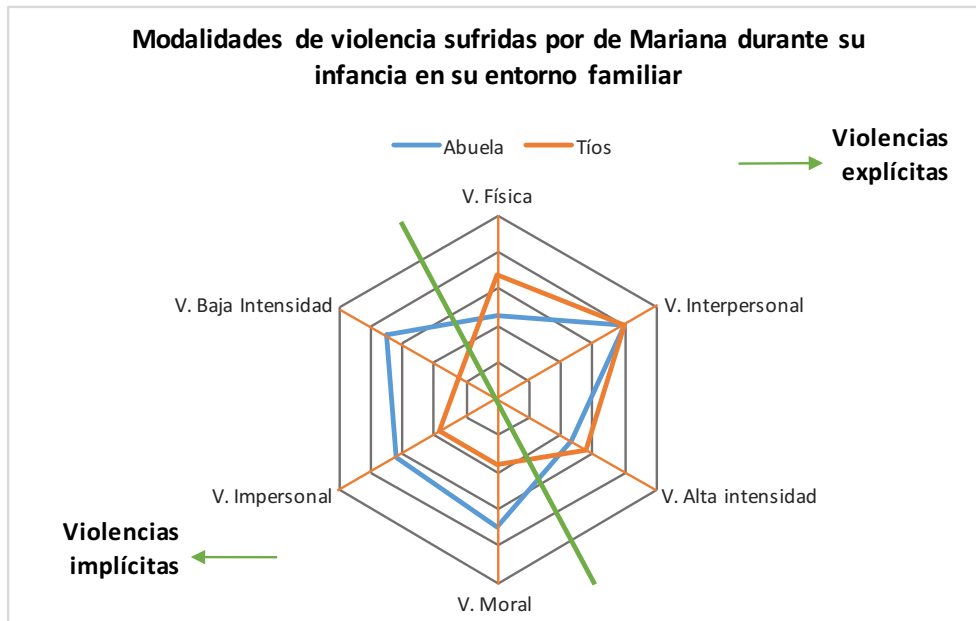 Modalidades de violencia sufridas por de Mariana durante su
infancia en su entorno familiar
Abuela
Tíos
Violencias
explícitas
V. Física
V. Baja Intensidad
V. Interpersonal
V. Impersonal
V. Alta intensidad
Violencias
implícitas
V. Moral